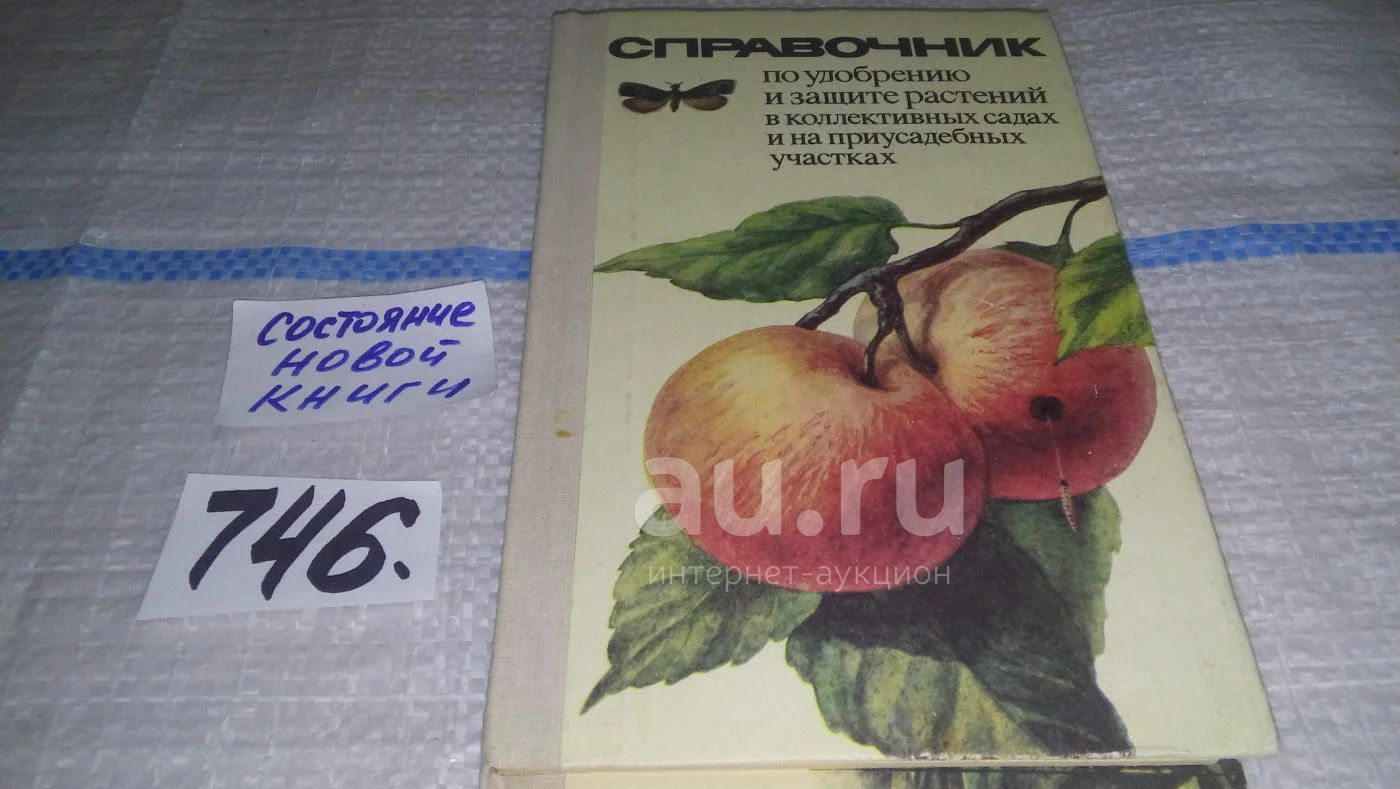 СПРАВОЧНИК
по удобрению
и защите растений
в коллективных садах
и на приусадебных
участках
состояние
новой
книги
746.
au.ru
интернет-аукцион